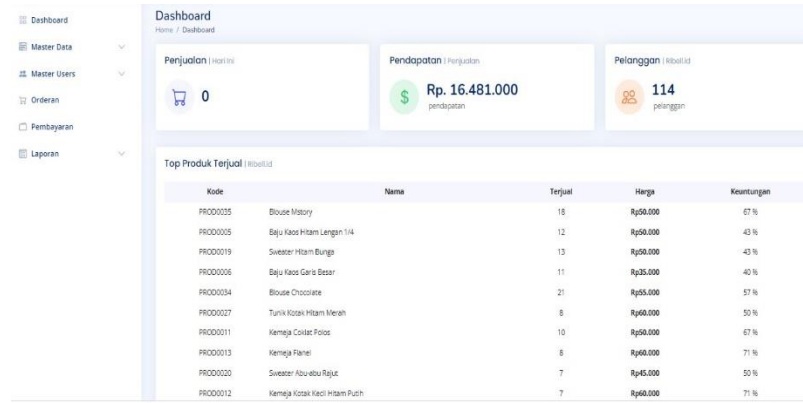 Dashboard
Master Data
Master Users
Orderan
Pembayaran
Laporan
Dashboard
Home / Dashboard
Penjualan | Hari Ini
0
Pendapatan | Penjualan
$ Rp. 16.481.000
pendapatan
Pelanggan | Ribell.id
114
pelanggan
Top Produk Terjual | Ribell.id
Kode Nama Terjual Harga Keuntungan
PROD0035 Blouse Mstory 18 Rp50.000 67 %
PROD0005 Baju Kaos Hitam Lengan 1/4 12 Rp50.000 43 %
PROD0019 Sweater Hitam Bunga 13 Rp50.000 43 %
PROD0006 Baju Kaos Garis Besar 11 Rp35.000 40 %
PROD0034 Blouse Chocolate 21 Rp55.000 57 %
PROD0027 Tunik Kotak Hitam Merah 8 Rp60.000 50 %
PROD0011 Kemeja Coklat Polos 10 Rp50.000 67 %
PROD0013 Kemeja Flanel 8 Rp60.000 71 %
PROD0020 Sweater Abu-abu Rajut 7 Rp45.000 50 %
PROD0012 Kemeja Kotak Kecil Hitam Putih 7 Rp60.000 71 %